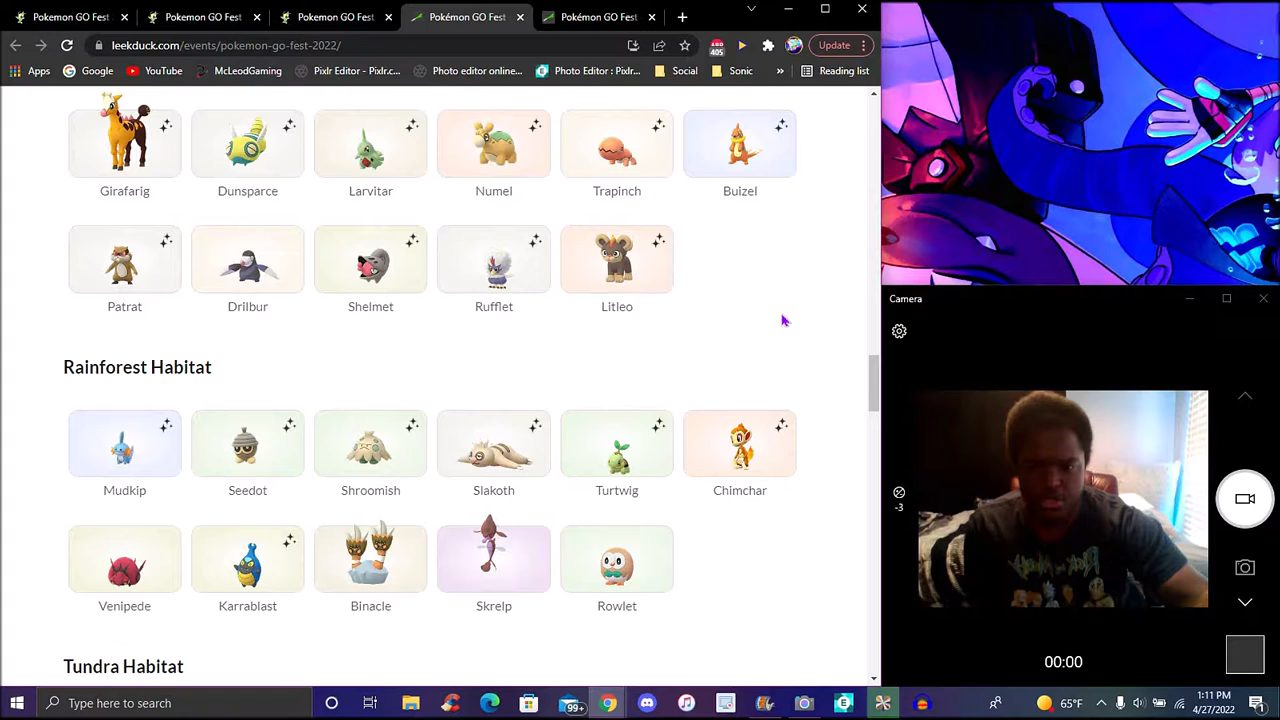 Pokemon GO Fest
Pokemon GO Fest
Pokemon GO Fest
Pokémon GO Fest
Pokémon GO Fest
leekduck.com/events/pokemon-go-fest-2022/
405
Update
Apps
Google
YouTube
McLeodGaming
Pixlr Editor - Pixlr.c...
Photo editor online...
Photo Editor : Pixlr...
Social
Sonic
»
Reading list
Girafarig
Dunsparce
Larvitar
Numel
Trapinch
Buizel
Patrat
Drilbur
Shelmet
Rufflet
Litleo
Rainforest Habitat
Mudkip
Seedot
Shroomish
Slakoth
Turtwig
Chimchar
Venipede
Karrablast
Binacle
Skrelp
Rowlet
Tundra Habitat
Camera
-3
00:00
Type here to search
99+
65°F
1:11 PM
4/27/2022
1